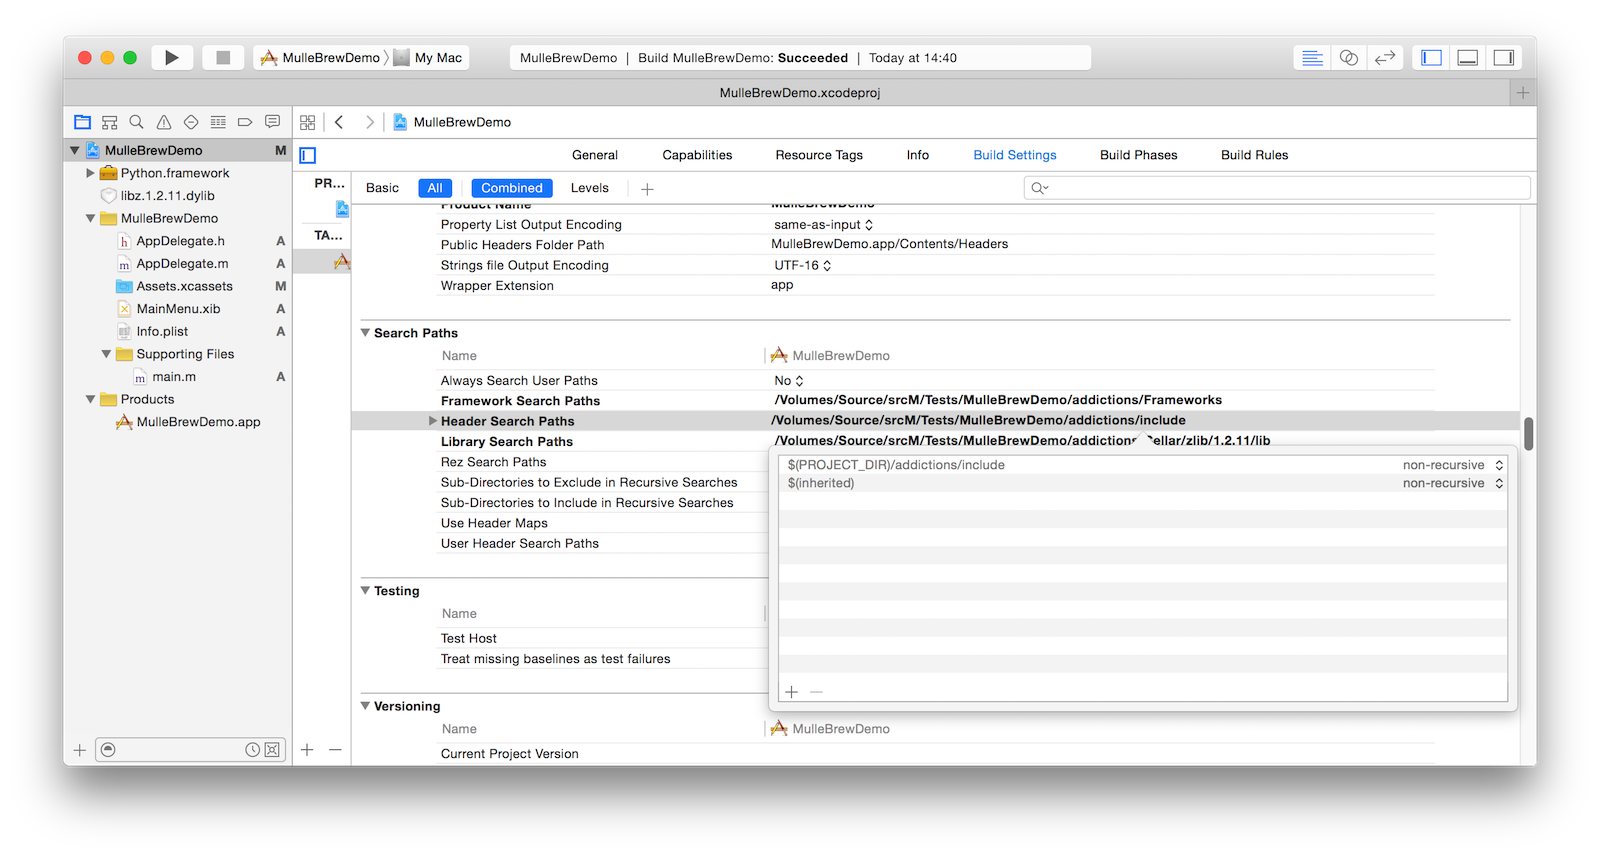 MulleBrewDemo My Mac
MulleBrewDemo | Build MulleBrewDemo: Succeeded | Today at 14:40
MulleBrewDemo.xcodeproj
MulleBrewDemo
MulleBrewDemo M
Python.framework
libz.1.2.11.dylib
MulleBrewDemo
h AppDelegate.h A
m AppDelegate.m A
Assets.xcassets M
MainMenu.xib A
Info.plist A
Supporting Files
m main.m A
Products
MulleBrewDemo.app
General Capabilities Resource Tags Info Build Settings Build Phases Build Rules
PR...
TA...
Basic All Combined Levels
Product Name MulleBrewDemo
Property List Output Encoding same-as-input
Public Headers Folder Path MulleBrewDemo.app/Contents/Headers
Strings file Output Encoding UTF-16
Wrapper Extension app
Search Paths
Name MulleBrewDemo
Always Search User Paths No
Framework Search Paths /Volumes/Source/srcM/Tests/MulleBrewDemo/addictions/Frameworks
Header Search Paths /Volumes/Source/srcM/Tests/MulleBrewDemo/addictions/include
Library Search Paths /Volumes/Source/srcM/Tests/MulleBrewDemo/addictions/Cellar/zlib/1.2.11/lib
Rez Search Paths
Sub-Directories to Exclude in Recursive Searches
Sub-Directories to Include in Recursive Searches
Use Header Maps
User Header Search Paths
$(PROJECT_DIR)/addictions/include non-recursive
$(inherited) non-recursive
Testing
Name
Test Host
Treat missing baselines as test failures
Versioning
Name MulleBrewDemo
Current Project Version